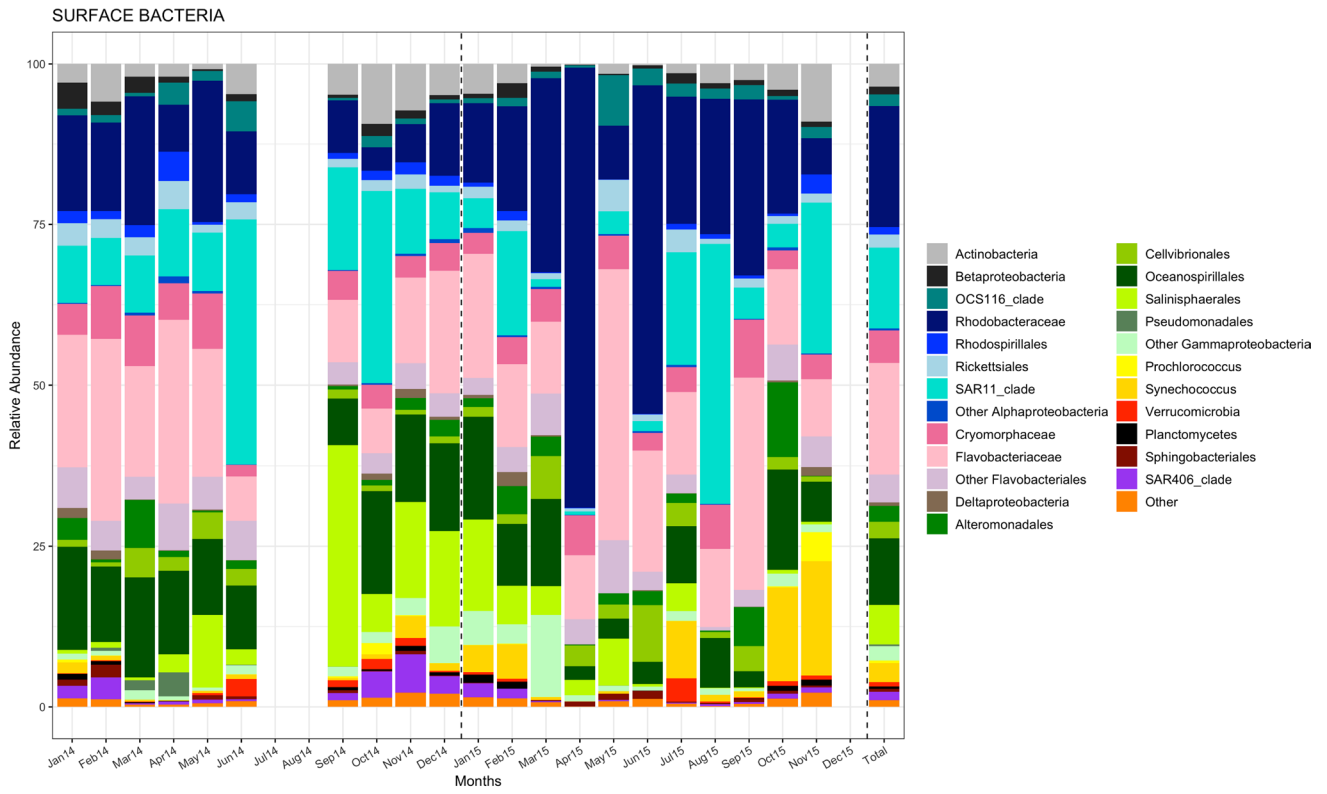 SURFACE BACTERIA
100
75
50
25
0
Relative Abundance
Jan14 Feb14 Mar14 Apr14 May14 Jun14 Jul14 Aug14 Sep14 Oct14 Nov14 Dec14 Jan15 Feb15 Mar15 Apr15 May15 Jun15 Jul15 Aug15 Sep15 Oct15 Nov15 Dec15 Total
Months
Actinobacteria
Betaproteobacteria
OCS116_clade
Rhodobacteraceae
Rhodospirillales
Rickettsiales
SAR11_clade
Other Alphaproteobacteria
Cryomorphaceae
Flavobacteriaceae
Other Flavobacteriales
Deltaproteobacteria
Alteromonadales
Cellvibrionales
Oceanospirillales
Salinisphaerales
Pseudomonadales
Other Gammaproteobacteria
Prochlorococcus
Synechococcus
Verrucomicrobia
Planctomycetes
Sphingobacteriales
SAR406_clade
Other